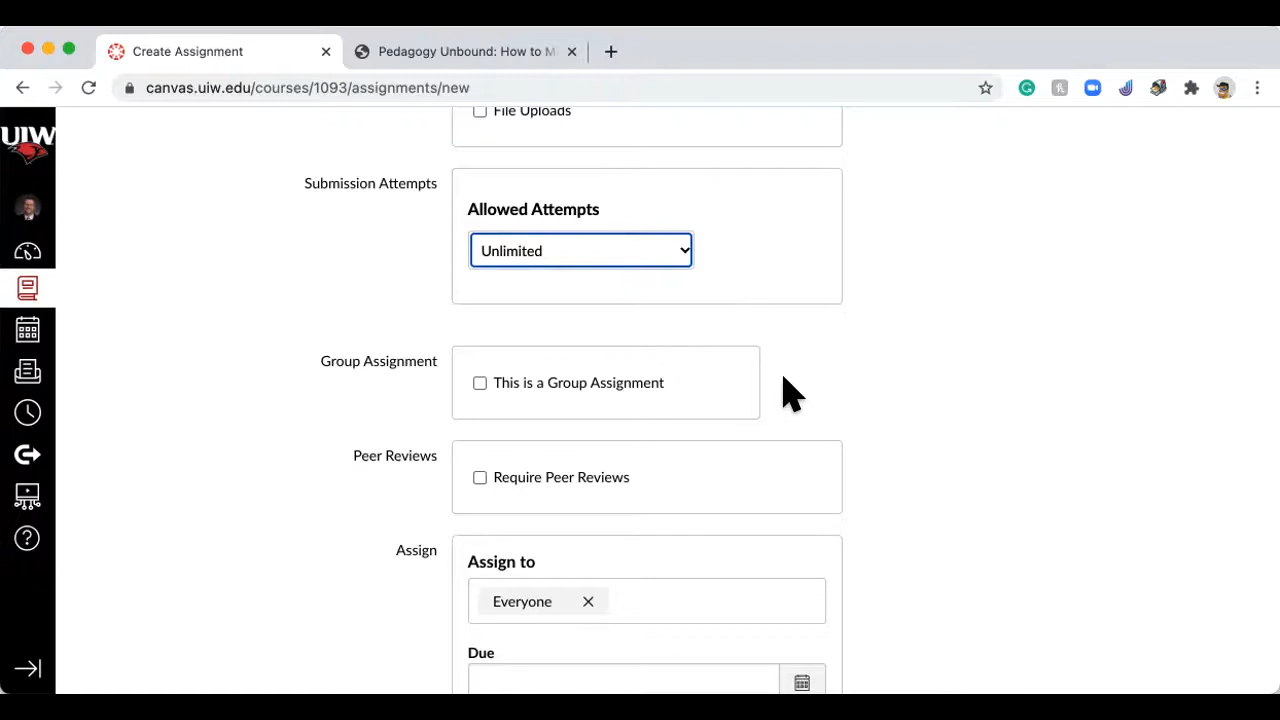 Create Assignment
Pedagogy Unbound: How to M
canvas.uiw.edu/courses/1093/assignments/new
UIW
File Uploads
Submission Attempts
Allowed Attempts
Unlimited
Group Assignment
This is a Group Assignment
Peer Reviews
Require Peer Reviews
Assign
Assign to
Everyone
Due